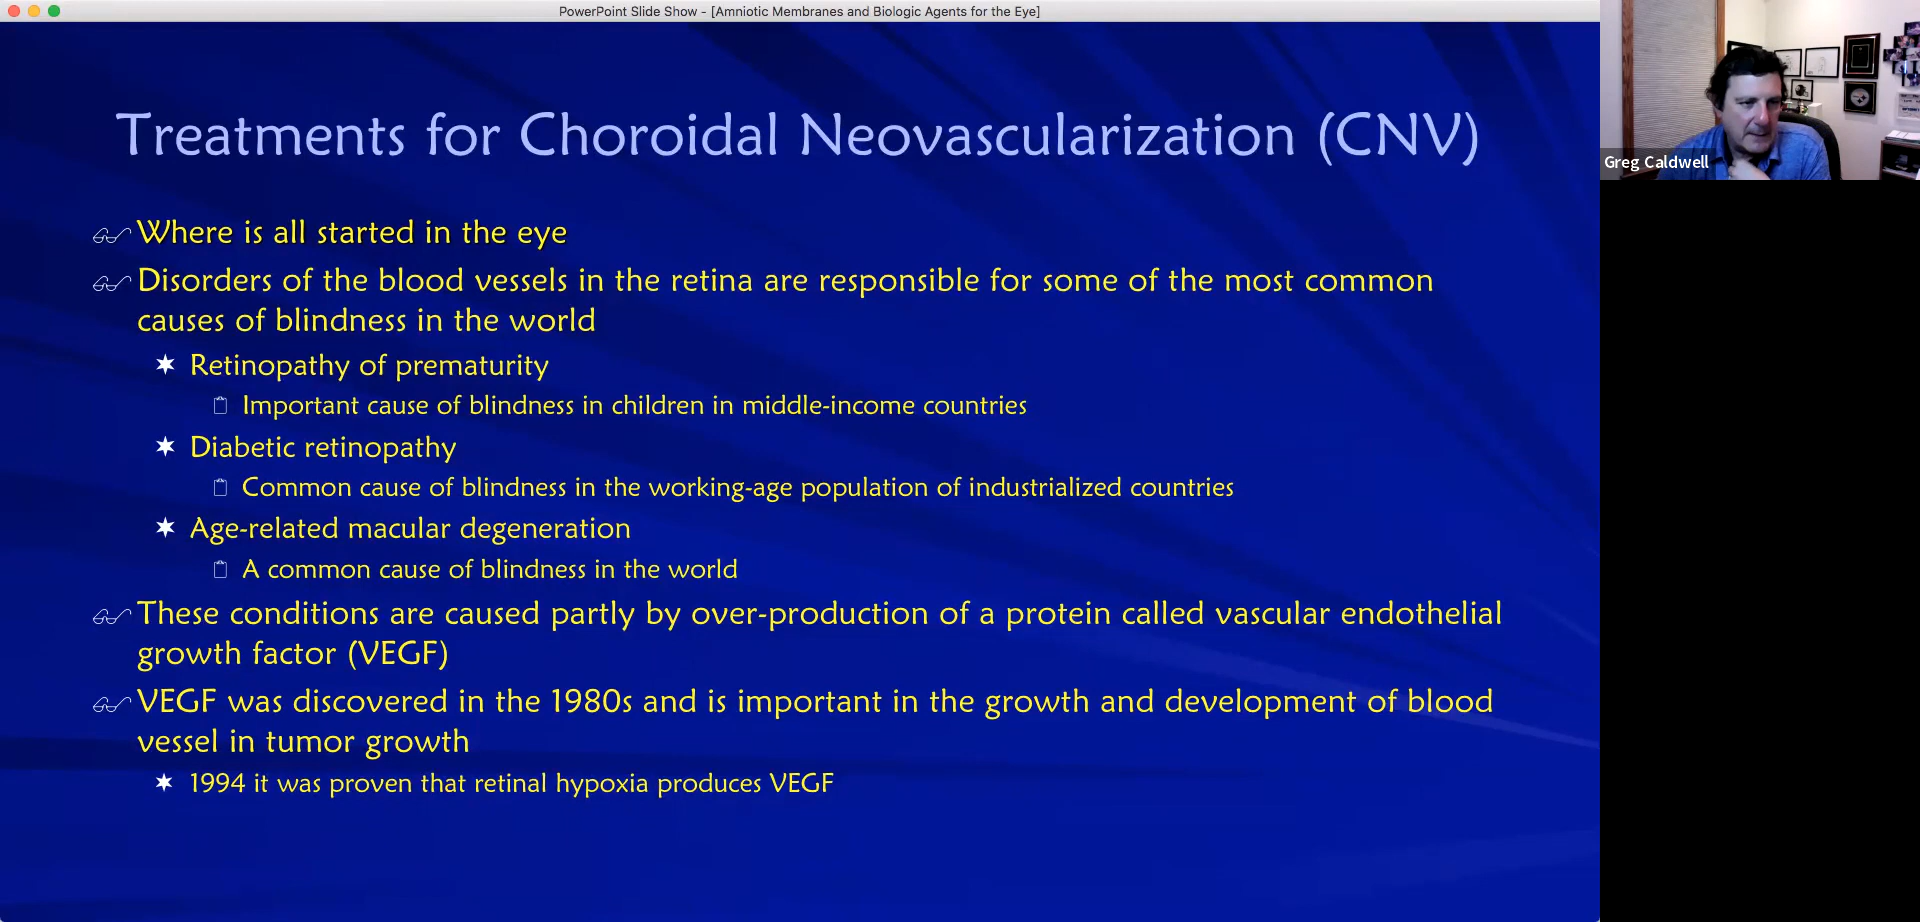 PowerPoint Slide Show - [Amniotic Membranes and Biologic Agents for the Eye]
Treatments for Choroidal Neovascularization (CNV)
Where is all started in the eye
Disorders of the blood vessels in the retina are responsible for some of the most common
causes of blindness in the world
Retinopathy of prematurity
Important cause of blindness in children in middle-income countries
Diabetic retinopathy
Common cause of blindness in the working-age population of industrialized countries
Age-related macular degeneration
A common cause of blindness in the world
These conditions are caused partly by over-production of a protein called vascular endothelial
growth factor (VEGF)
VEGF was discovered in the 1980s and is important in the growth and development of blood
vessel in tumor growth
1994 it was proven that retinal hypoxia produces VEGF
Greg Caldwell